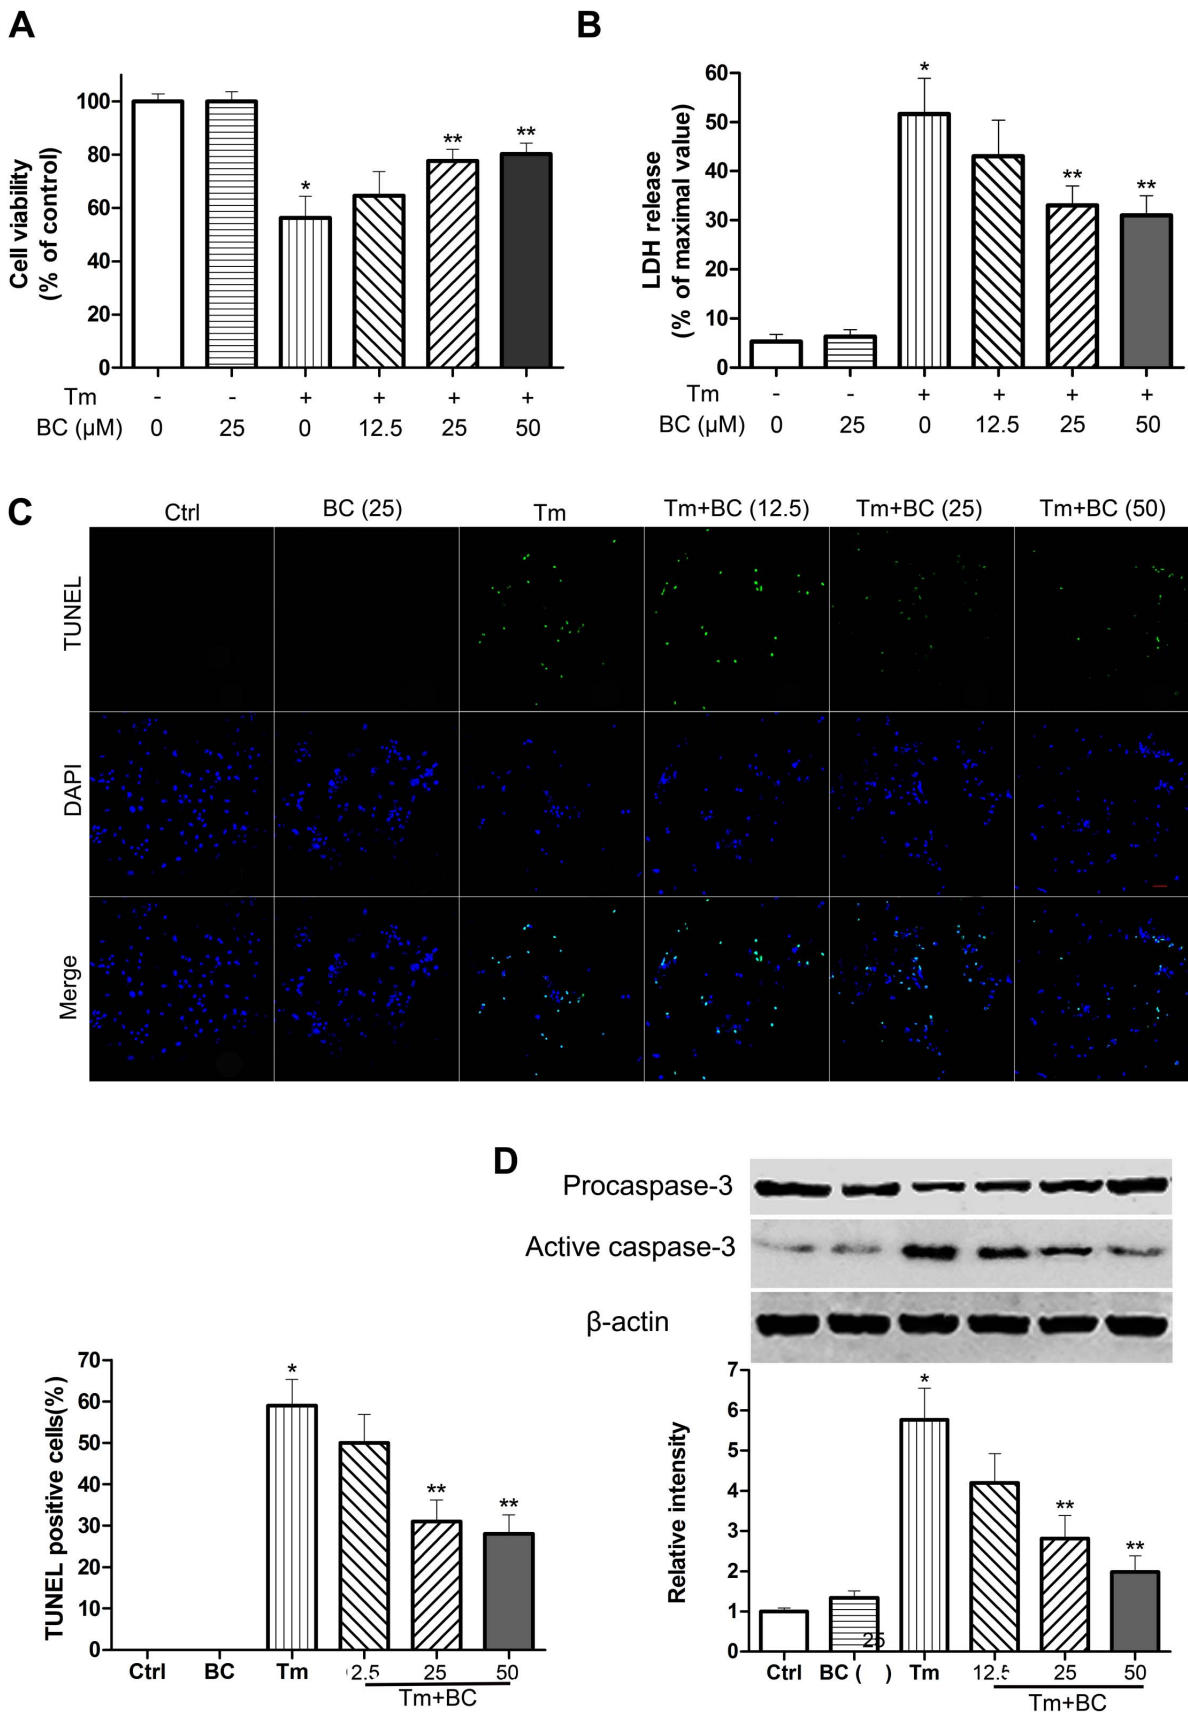 A
Cell viability
(% of control)
100
80
60
40
20
0
*
**
**
Tm - - + + + +
BC (μM) 0 25 0 12.5 25 50
B
LDH release
(% of maximal value)
60
50
40
30
20
10
0
*
**
**
Tm - - + + + +
BC (μM) 0 25 0 12.5 25 50
C
Ctrl BC (25) Tm Tm+BC (12.5) Tm+BC (25) Tm+BC (50)
TUNEL
DAPI
Merge
TUNEL positive cells(%)
70
60
50
40
30
20
10
0
*
**
**
Ctrl BC Tm 2.5 25 50
Tm+BC
D
Procaspase-3
Active caspase-3
β-actin
Relative intensity
7
6
5
4
3
2
1
0
*
**
**
25
Ctrl BC ( ) Tm 12.5 25 50
Tm+BC